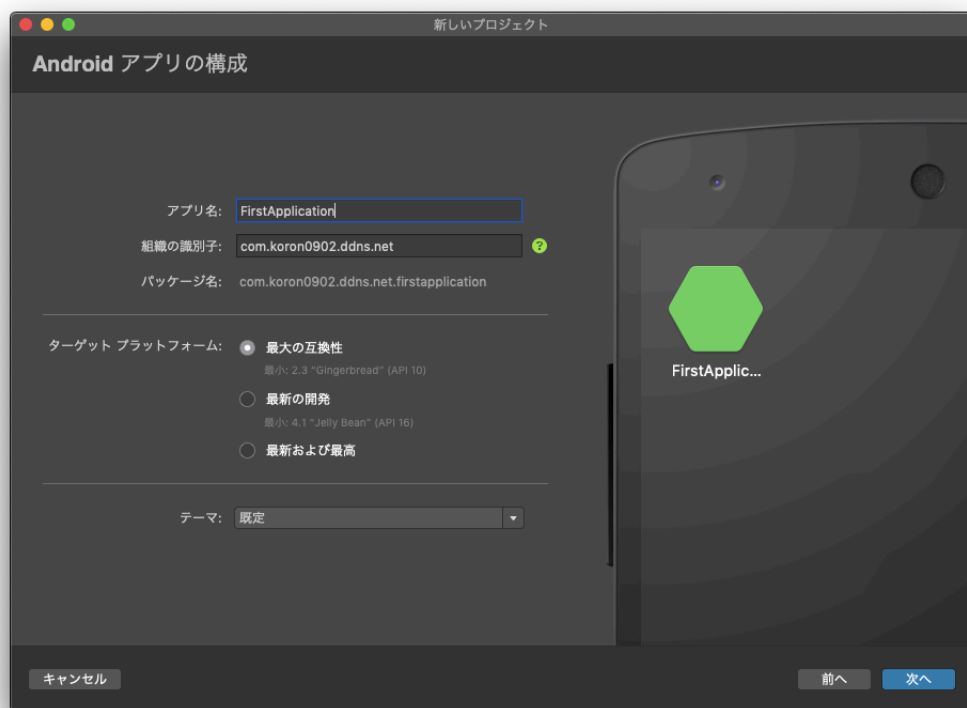 新しいプロジェクト
Android アプリの構成
アプリ名: FirstApplication
組織の識別子: com.koron0902.ddns.net ?
パッケージ名: com.koron0902.ddns.net.firstapplication
ターゲット プラットフォーム: 最大の互換性
最小: 2.3 "Gingerbread" (API 10)
最新の開発
最小: 4.1 "Jelly Bean" (API 16)
最新および最高
テーマ: 既定
FirstApplic...
キャンセル 前へ 次へ